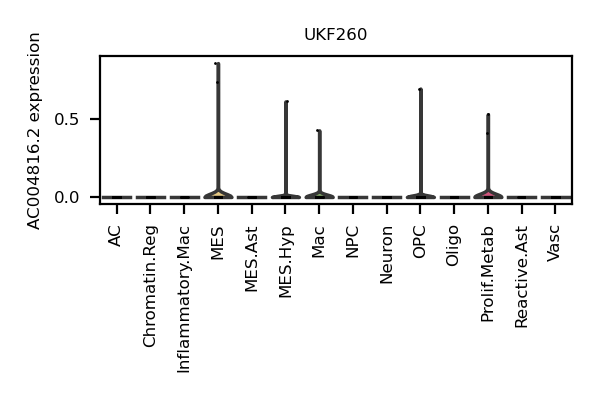 UKF260
AC004816.2 expression
0.5
0.0
AC
Chromatin.Reg
Inflammatory.Mac
MES
MES.Ast
MES.Hyp
Mac
NPC
Neuron
OPC
Oligo
Prolif.Metab
Reactive.Ast
Vasc